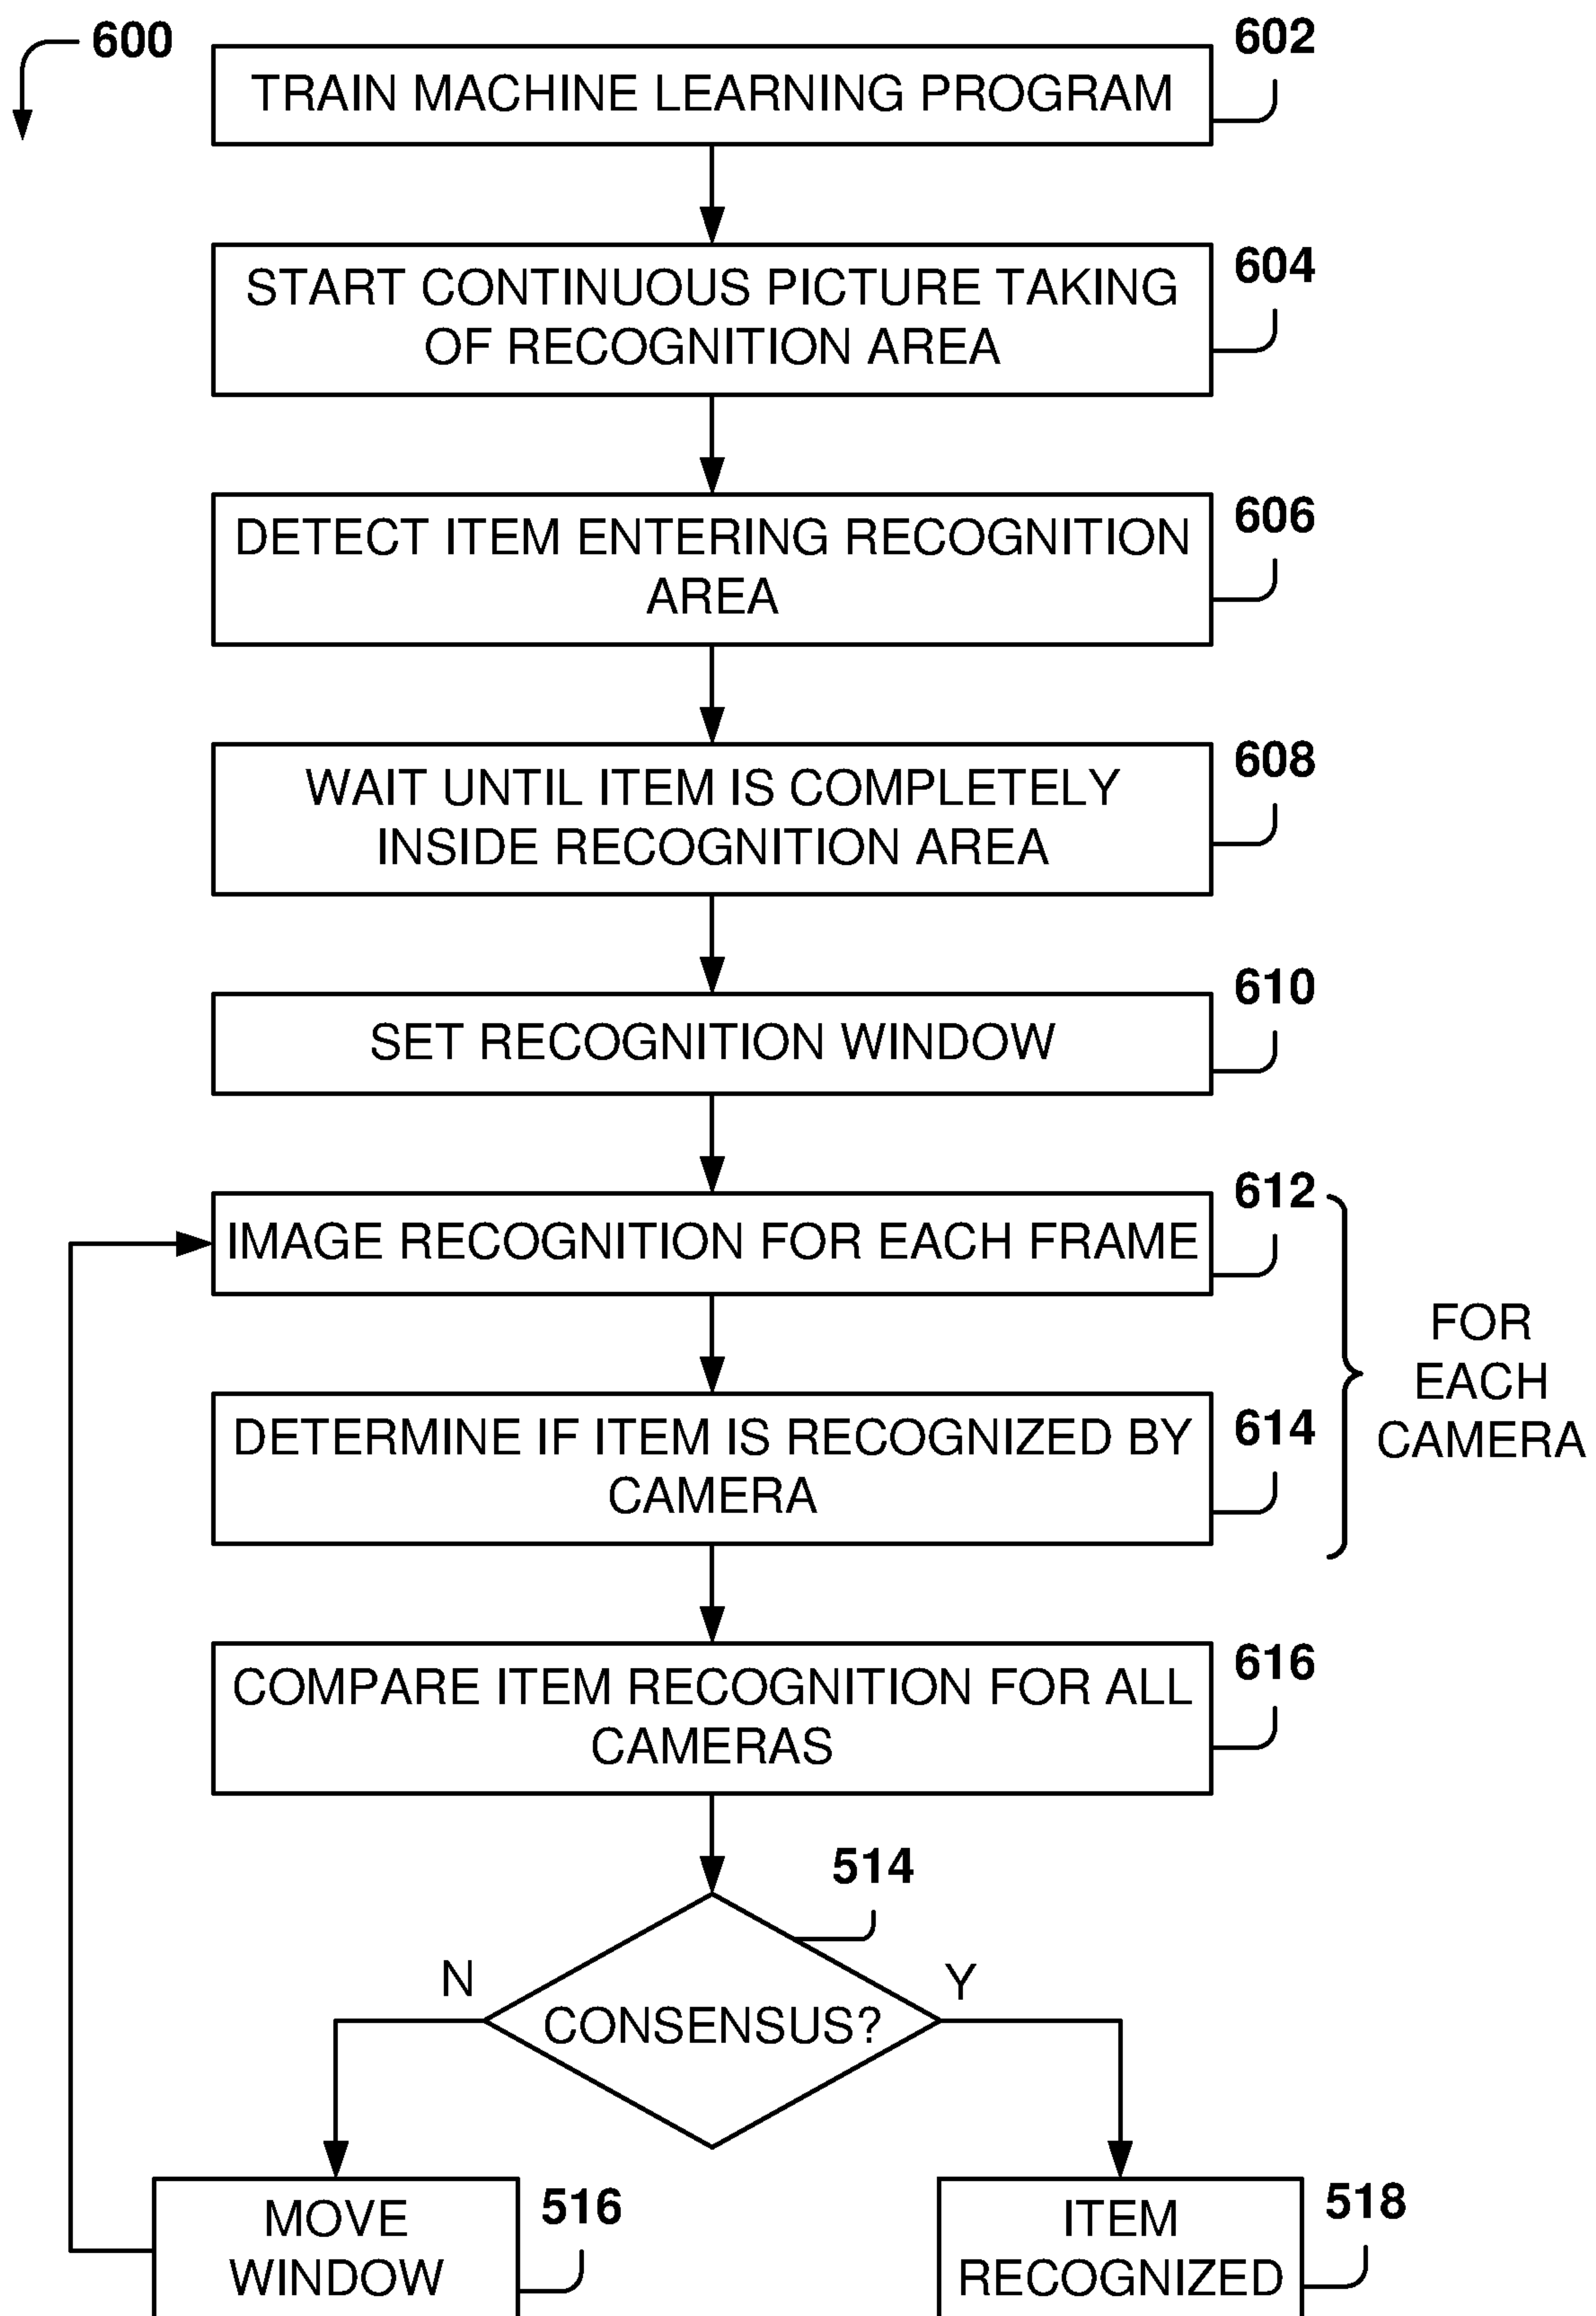 600
602
TRAIN MACHINE LEARNING PROGRAM
604
START CONTINUOUS PICTURE TAKING
OF RECOGNITION AREA
606
DETECT ITEM ENTERING RECOGNITION
AREA
608
WAIT UNTIL ITEM IS COMPLETELY
INSIDE RECOGNITION AREA
610
SET RECOGNITION WINDOW
612
IMAGE RECOGNITION FOR EACH FRAME
FOR
EACH
CAMERA
614
DETERMINE IF ITEM IS RECOGNIZED BY
CAMERA
616
COMPARE ITEM RECOGNITION FOR ALL
CAMERAS
514
CONSENSUS?
N
Y
516
MOVE
WINDOW
518
ITEM
RECOGNIZED